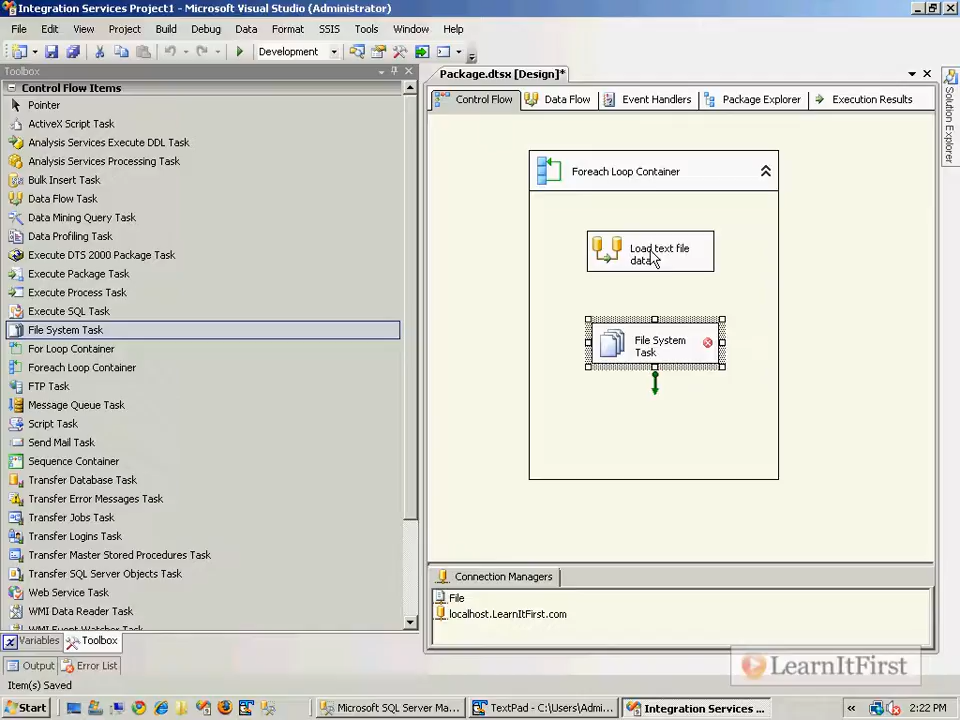 Integration Services Project1 - Microsoft Visual Studio (Administrator)
File Edit View Project Build Debug Data Format SSIS Tools Window Help
Development
Toolbox
Control Flow Items
Pointer
ActiveX Script Task
Analysis Services Execute DDL Task
Analysis Services Processing Task
Bulk Insert Task
Data Flow Task
Data Mining Query Task
Data Profiling Task
Execute DTS 2000 Package Task
Execute Package Task
Execute Process Task
Execute SQL Task
File System Task
For Loop Container
Foreach Loop Container
FTP Task
Message Queue Task
Script Task
Send Mail Task
Sequence Container
Transfer Database Task
Transfer Error Messages Task
Transfer Jobs Task
Transfer Logins Task
Transfer Master Stored Procedures Task
Transfer SQL Server Objects Task
Web Service Task
WMI Data Reader Task
WMI Event Watcher Task
Variables Toolbox
Output Error List
Item(s) Saved
Package.dtsx [Design]*
Control Flow Data Flow Event Handlers Package Explorer Execution Results
Foreach Loop Container
Load text file
data
File System
Task
Connection Managers
File
localhost.LearnItFirst.com
Solution Explorer
LearnItFirst
Start Microsoft SQL Server Ma... TextPad - C:\Users\Admi... Integration Services ... « 2:22 PM